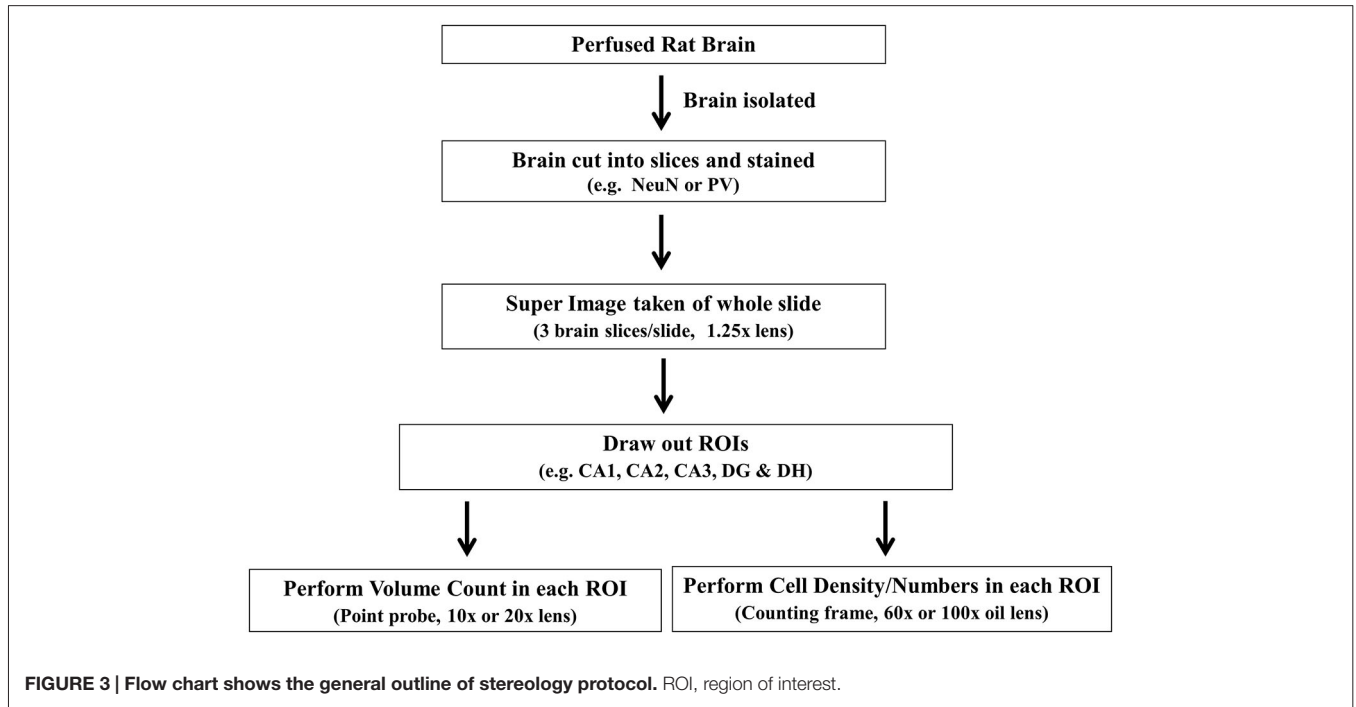 Perfused Rat Brain
Brain isolated
Brain cut into slices and stained
(e.g. NeuN or PV)
Super Image taken of whole slide
(3 brain slices/slide, 1.25x lens)
Draw out ROIs
(e.g. CA1, CA2, CA3, DG & DH)
Perform Volume Count in each ROI
(Point probe, 10x or 20x lens)
Perform Cell Density/Numbers in each ROI
(Counting frame, 60x or 100x oil lens)
FIGURE 3 | Flow chart shows the general outline of stereology protocol. ROI, region of interest.